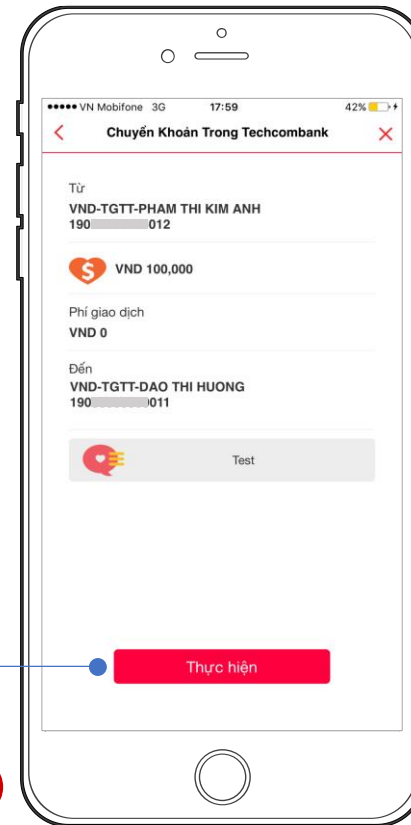 VN Mobifone 3G 17:59 42%
Chuyển Khoản Trong Techcombank
Từ
VND-TGTT-PHAM THI KIM ANH
190 012
$ VND 100,000
Phí giao dịch
VND 0
Đến
VND-TGTT-DAO THI HUONG
190 0011
Test
Thực hiện